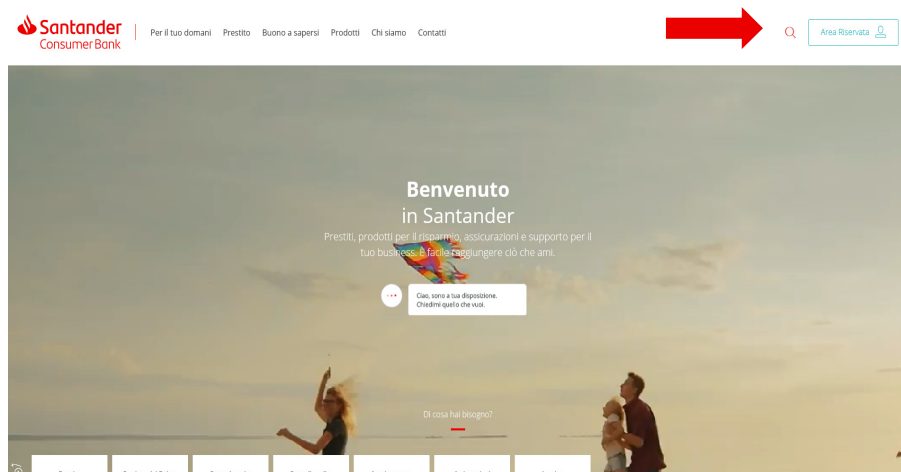 Santander
Consumer Bank
Per il tuo domani Prestito Buono a sapersi Prodotti Chi siamo Contatti
Area Riservata
Benvenuto
in Santander
Prestiti, prodotti per il risparmio, assicurazioni e supporto per il
tuo business. È facile raggiungere ciò che ami.
Ciao, sono a tua disposizione.
Chiedimi quello che vuoi.
Di cosa hai bisogno?